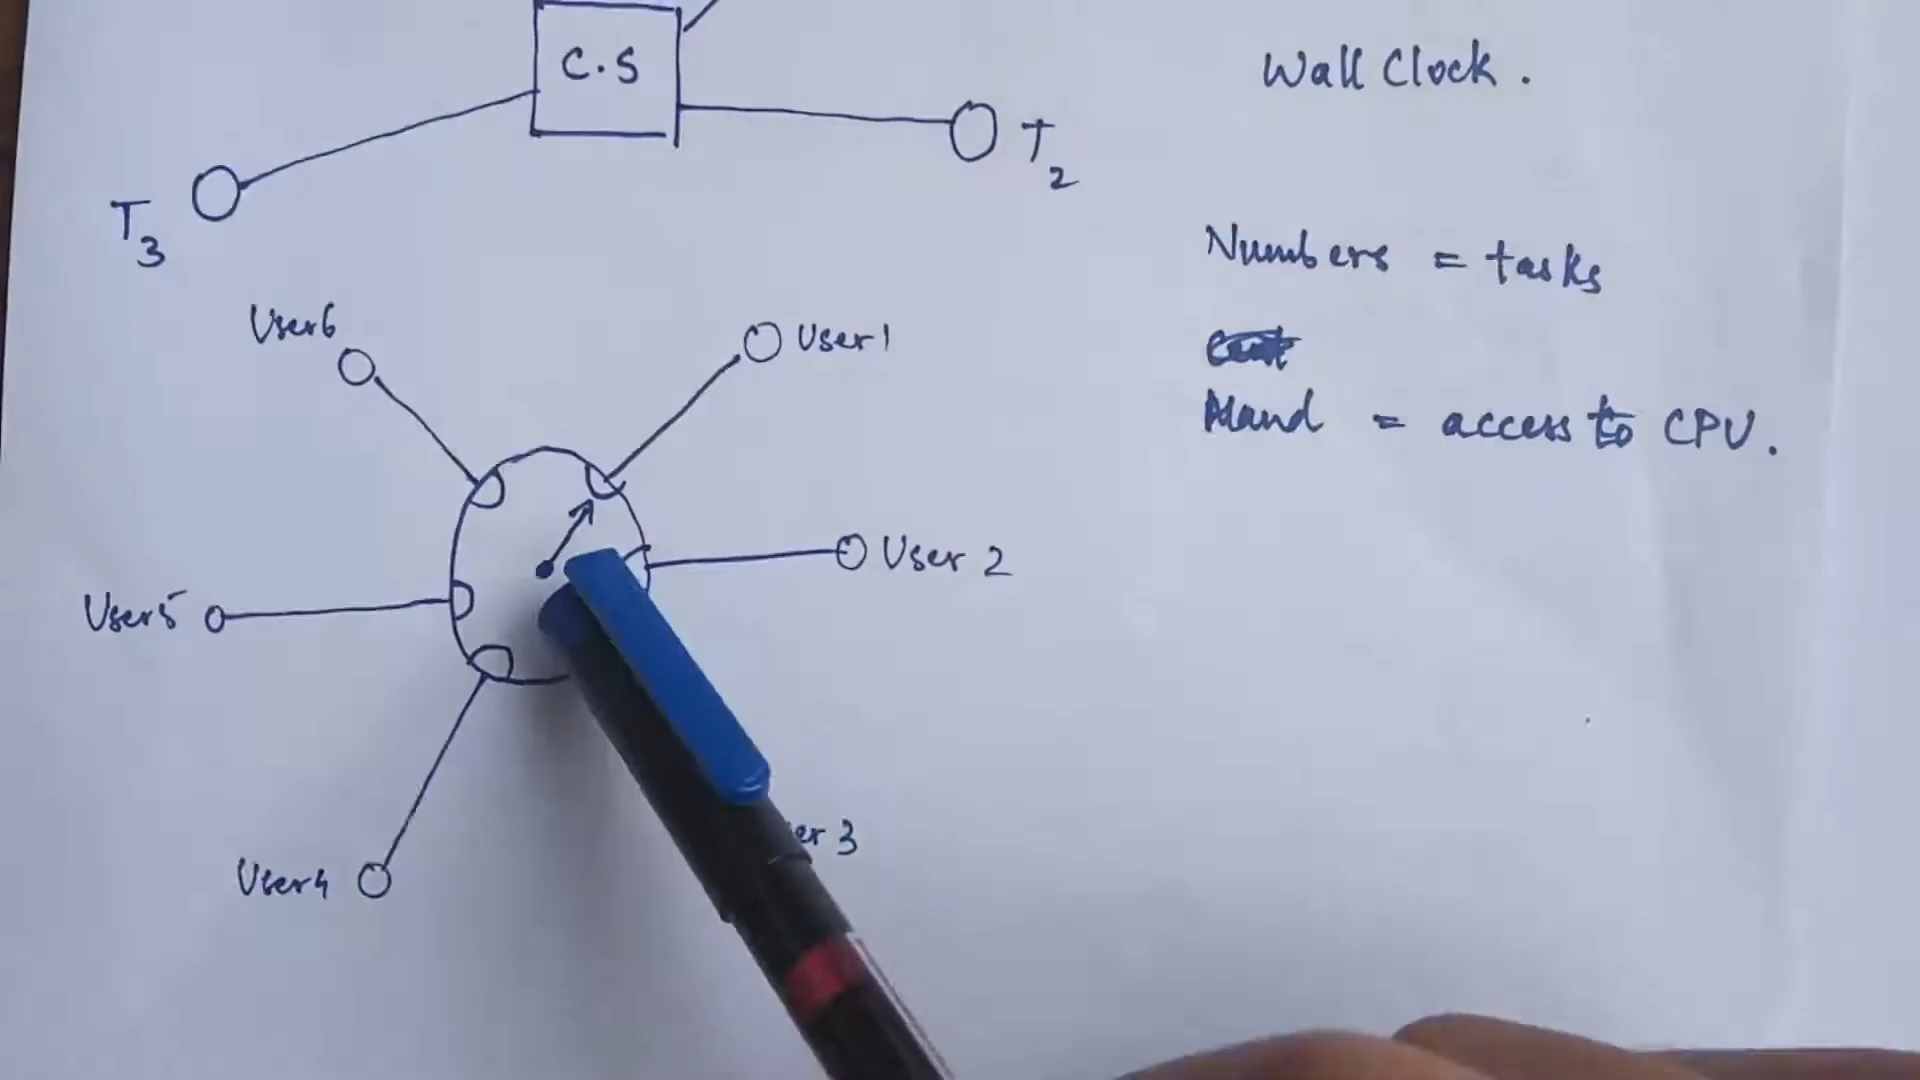 C.S
Wall Clock.
T2
T3
Numbers = tasks
User6
User1
Hand = access to CPU.
User 2
User5
er 3
User4